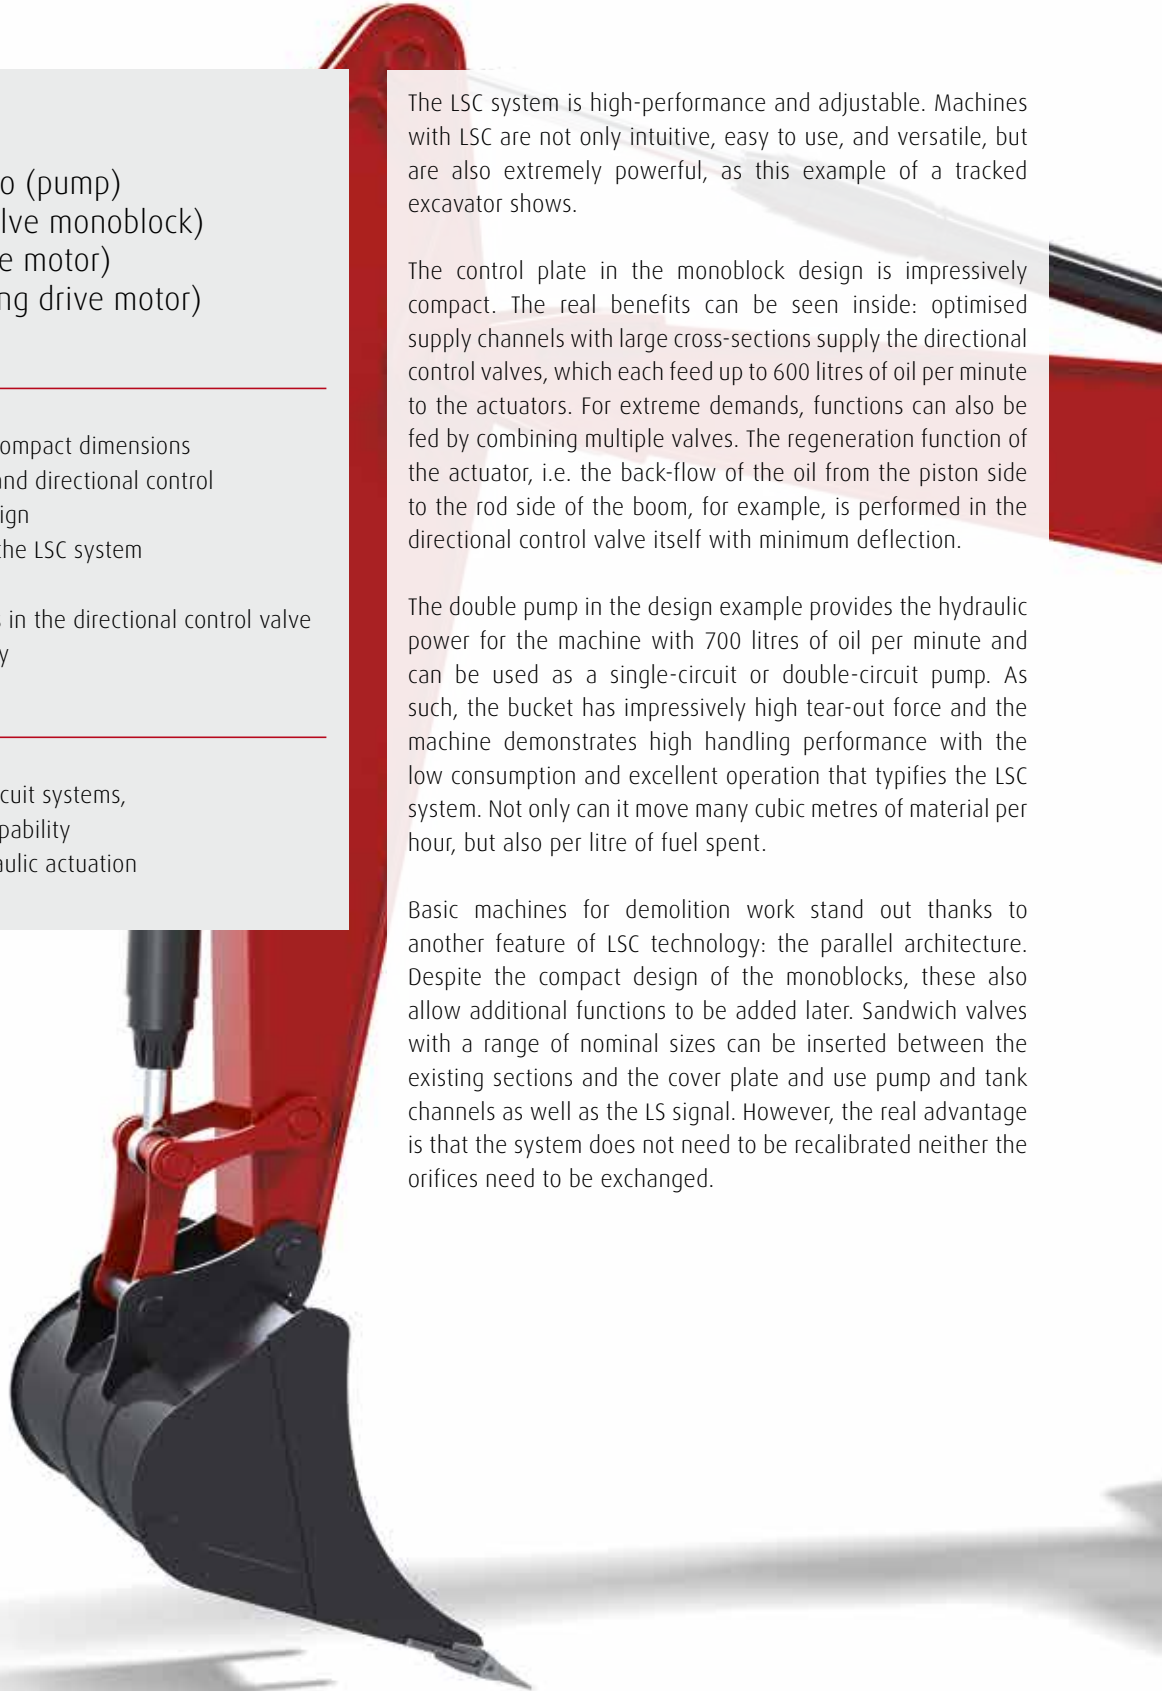 o (pump)
lve monoblock)
e motor)
ng drive motor)
ompact dimensions
and directional control
ign
the LSC system
s in the directional control valve
y
cuit systems,
pability
aulic actuation
The LSC system is high-performance and adjustable. Machines
with LSC are not only intuitive, easy to use, and versatile, but
are also extremely powerful, as this example of a tracked
excavator shows.
The control plate in the monoblock design is impressively
compact. The real benefits can be seen inside: optimised
supply channels with large cross-sections supply the directional
control valves, which each feed up to 600 litres of oil per minute
to the actuators. For extreme demands, functions can also be
fed by combining multiple valves. The regeneration function of
the actuator, i.e. the back-flow of the oil from the piston side
to the rod side of the boom, for example, is performed in the
directional control valve itself with minimum deflection.
The double pump in the design example provides the hydraulic
power for the machine with 700 litres of oil per minute and
can be used as a single-circuit or double-circuit pump. As
such, the bucket has impressively high tear-out force and the
machine demonstrates high handling performance with the
low consumption and excellent operation that typifies the LSC
system. Not only can it move many cubic metres of material per
hour, but also per litre of fuel spent.
Basic machines for demolition work stand out thanks to
another feature of LSC technology: the parallel architecture.
Despite the compact design of the monoblocks, these also
allow additional functions to be added later. Sandwich valves
with a range of nominal sizes can be inserted between the
existing sections and the cover plate and use pump and tank
channels as well as the LS signal. However, the real advantage
is that the system does not need to be recalibrated neither the
orifices need to be exchanged.